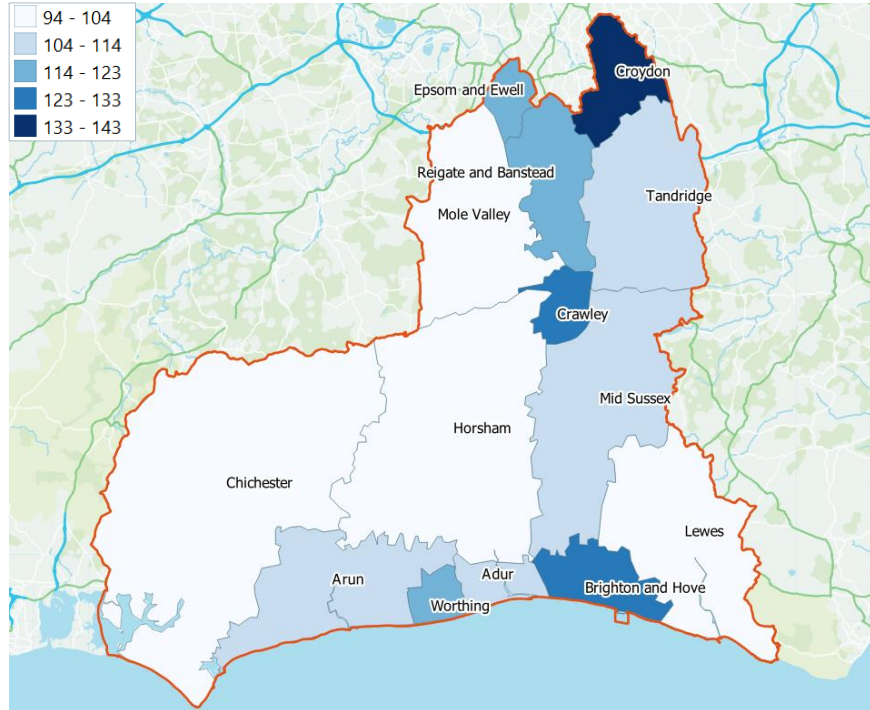 94 - 104
104 - 114
114 - 123
123 - 133
133 - 143
Croydon
Epsom and Ewell
Reigate and Banstead
Tandridge
Mole Valley
Crawley
Mid Sussex
Horsham
Chichester
Lewes
Arun
Adur
Brighton and Hove
Worthing